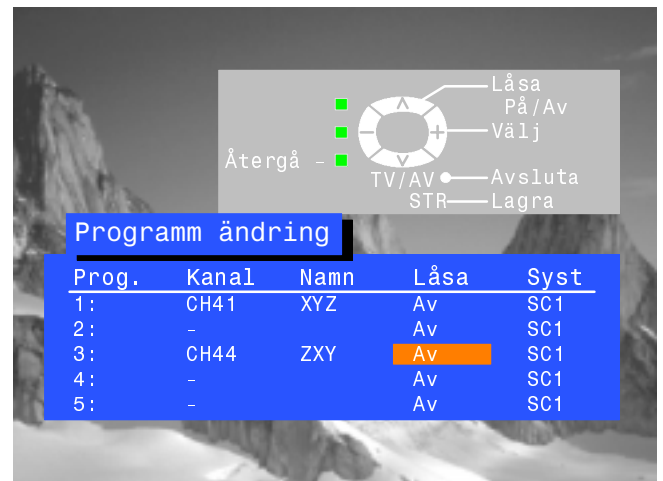 Låsa
På/Av
Välj
Återgå –
TV/AV Avsluta
STR Lagra
Programm ändring
Prog. Kanal Namn Låsa Syst
1: CH41 XYZ Av SC1
2: – Av SC1
3: CH44 ZXY Av SC1
4: – Av SC1
5: – Av SC1